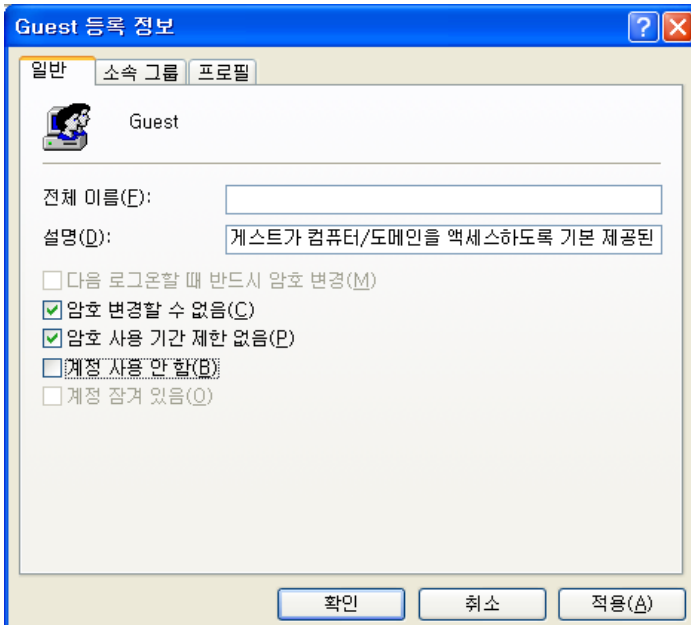 Guest 등록 정보
일반 소속 그룹 프로필
Guest
전체 이름(F):
설명(D): 게스트가 컴퓨터/도메인을 액세스하도록 기본 제공된
다음 로그온할 때 반드시 암호 변경(M)
암호 변경할 수 없음(C)
암호 사용 기간 제한 없음(P)
계정 사용 안 함(B)
계정 잠겨 있음(O)
확인 취소 적용(A)